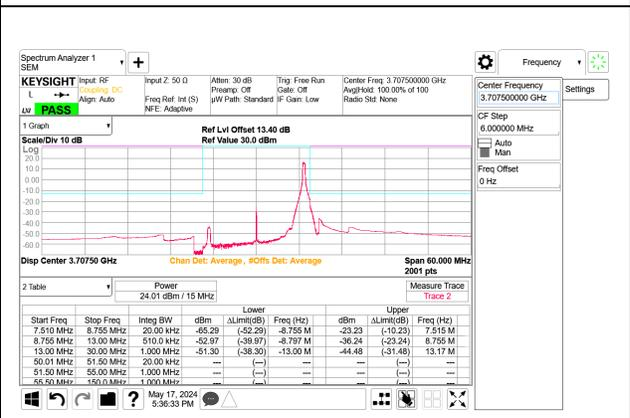 Spectrum Analyzer 1
SEM
Frequency
KEYSIGHT
Input: RF
Coupling: DC
Align: Auto
Input Z: 50 Ω
Freq Ref: Int (S)
NFE: Adaptive
Atten: 30 dB
Preamp: Off
µW Path: Standard
Trig: Free Run
Gate: Off
IF Gain: Low
Center Freq: 3.707500000 GHz
Avg|Hold: 100.00% of 100
Radio Std: None
PASS
Center Frequency
3.707500000 GHz
Settings
CF Step
6.000000 MHz
Auto
Man
Freq Offset
0 Hz
1 Graph
Ref Lvl Offset 13.40 dB
Scale/Div 10 dB
Ref Value 30.0 dBm
Log
20.0
10.0
0.00
-10.0
-20.0
-30.0
-40.0
-50.0
-60.0
Disp Center 3.70750 GHz
Chan Det: Average, #Offs Det: Average
Span 60.000 MHz
2001 pts
2 Table
Power
24.01 dBm / 15 MHz
Measure Trace
Trace 2
Lower Upper
Start Freq Stop Freq Integ BW dBm ΔLimit(dB) Freq (Hz) dBm ΔLimit(dB) Freq (Hz)
7.510 MHz 8.755 MHz 20.00 kHz -65.29 (-52.29) -8.755 M -23.23 (-10.23) 7.515 M
8.755 MHz 13.00 MHz 510.0 kHz -52.97 (-39.97) -8.797 M -36.24 (-23.24) 8.755 M
13.00 MHz 30.00 MHz 1.000 MHz -51.30 (-38.30) -13.00 M -44.48 (-31.48) 13.17 M
50.01 MHz 51.50 MHz 20.00 kHz --- (---) --- --- (---) ---
51.50 MHz 55.00 MHz 1.000 MHz --- (---) --- --- (---) ---
55.50 MHz 150.0 MHz 1.000 MHz --- (---) --- --- (---) ---
May 17, 2024
5:36:33 PM